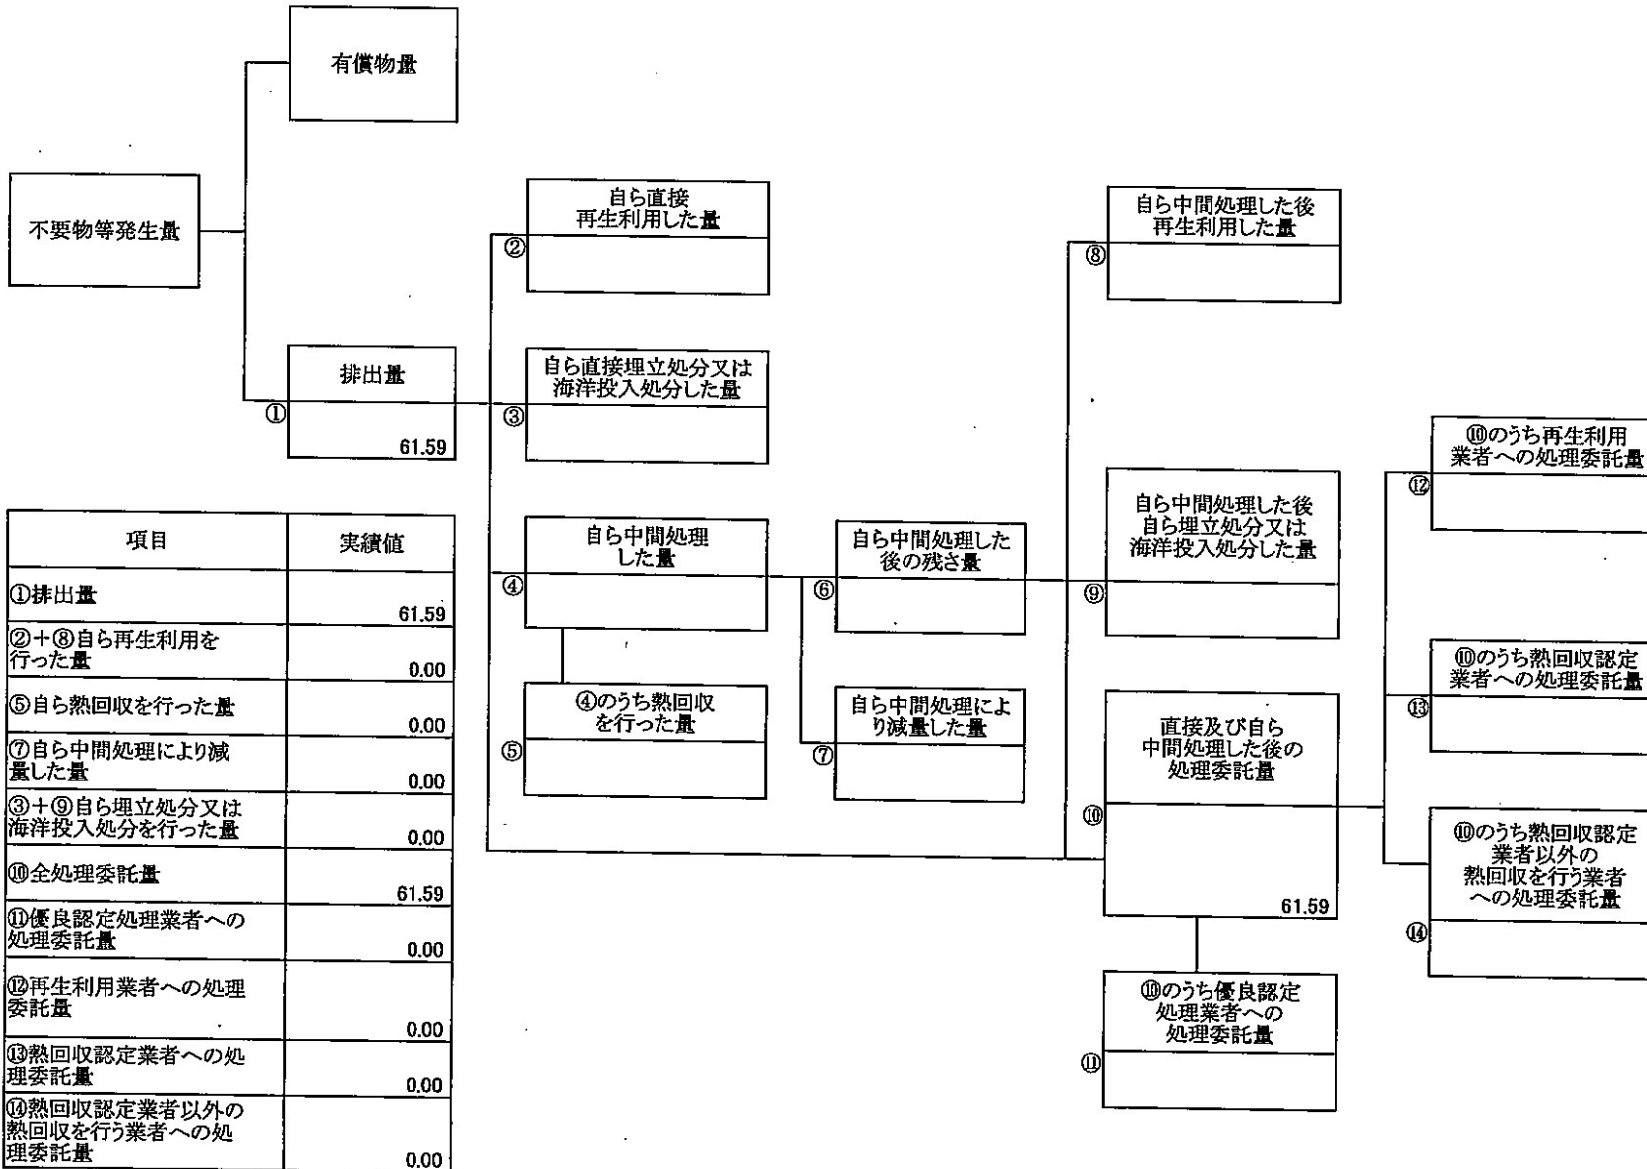 有償物量
不要物等発生量
自ら直接
再生利用した量
②
自ら中間処理した後
再生利用した量
⑧
排出量
①
61.59
自ら直接埋立処分又は
海洋投入処分した量
③
自ら中間処理
した量
④
自ら中間処理した
後の残さ量
⑥
自ら中間処理した後
自ら埋立処分又は
海洋投入処分した量
⑨
⑩のうち再生利用
業者への処理委託量
⑫
④のうち熱回収
を行った量
⑤
自ら中間処理によ
り減量した量
⑦
直接及び自ら
中間処理した後の
処理委託量
⑩
61.59
⑩のうち熱回収認定
業者への処理委託量
⑬
⑩のうち熱回収認定
業者以外の
熱回収を行う業者
への処理委託量
⑭
⑩のうち優良認定
処理業者への
処理委託量
⑪
項目 実績値
①排出量
61.59
②+⑧自ら再生利用を
行った量
0.00
⑤自ら熱回収を行った量
0.00
⑦自ら中間処理により減
量した量
0.00
③+⑨自ら埋立処分又は
海洋投入処分を行った量
0.00
⑩全処理委託量
61.59
⑪優良認定処理業者への
処理委託量
0.00
⑫再生利用業者への処理
委託量
0.00
⑬熱回収認定業者への処
理委託量
0.00
⑭熱回収認定業者以外の
熱回収を行う業者への処
理委託量
0.00